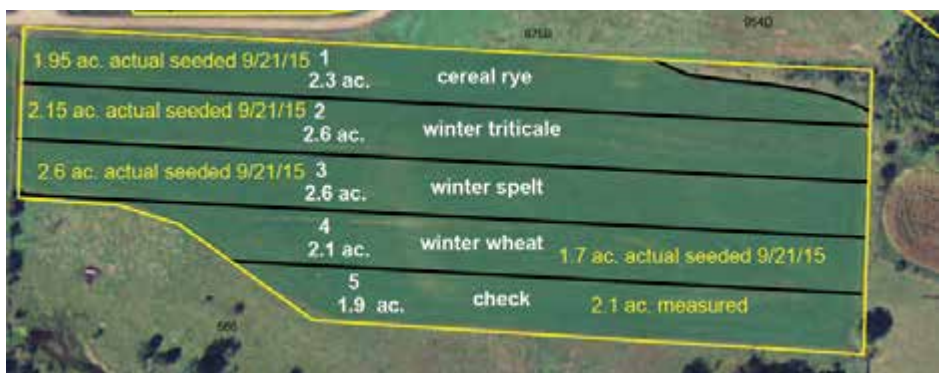 954D
1.95 ac. actual seeded 9/21/15 1
2.3 ac. cereal rye
2.15 ac. actual seeded 9/21/15 2
2.6 ac. winter triticale
2.6 ac. actual seeded 9/21/15 3
2.6 ac. winter spelt
4
2.1 ac. winter wheat
1.7 ac. actual seeded 9/21/15
5
1.9 ac. check
2.1 ac. measured